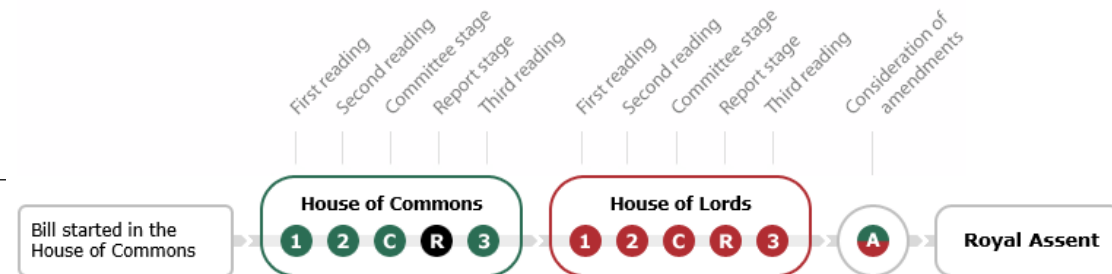 First reading
Second reading
Committee stage
Report stage
Third reading
First reading
Second reading
Committee stage
Report stage
Third reading
Consideration of
amendments
Bill started in the
House of Commons
House of Commons
1 2 C R 3
House of Lords
1 2 C R 3
A
Royal Assent